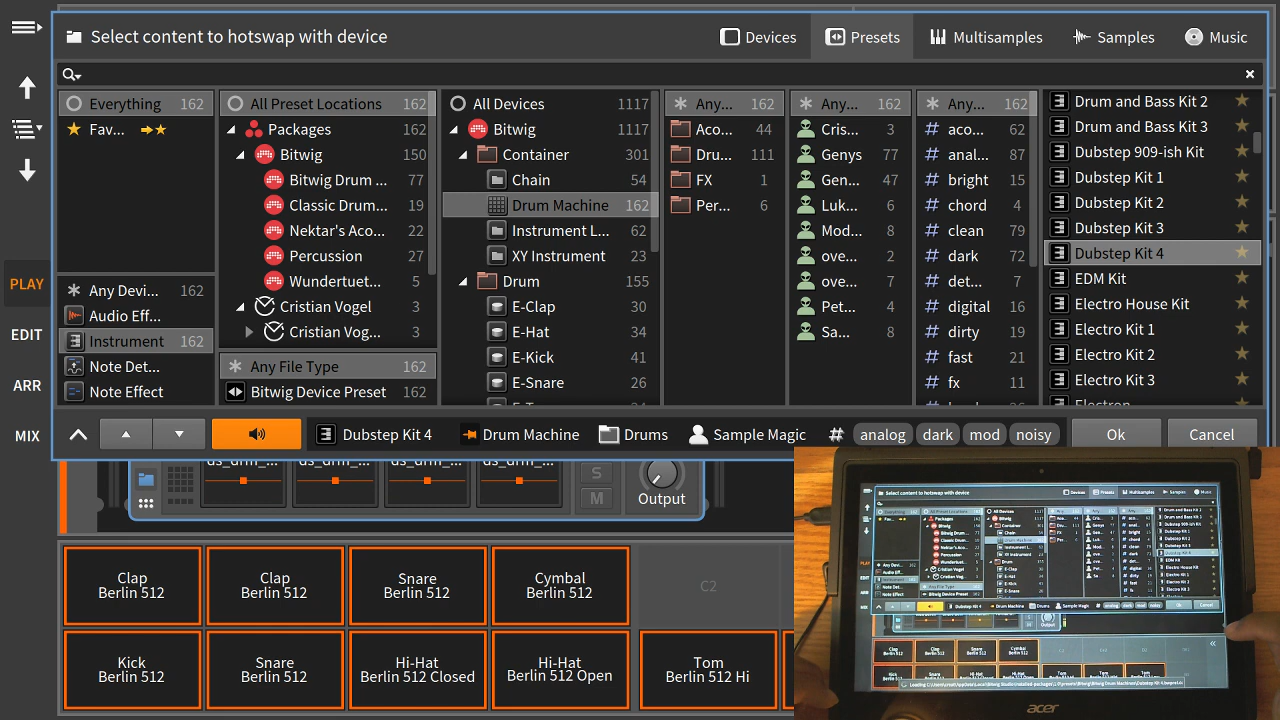 Select content to hotswap with device
Devices
Presets
Multisamples
Samples
Music
Everything 162
Fav...
Any Devi... 162
Audio Eff...
Instrument 162
Note Det...
Note Effect
All Preset Locations 162
Packages 162
Bitwig 150
Bitwig Drum ... 77
Classic Drum... 19
Nektar's Aco... 22
Percussion 27
Wundertuet... 5
Cristian Vogel 3
Cristian Vog... 3
Any File Type 162
Bitwig Device Preset 162
All Devices 1117
Bitwig 1117
Container 301
Chain 54
Drum Machine 162
Instrument L... 62
XY Instrument 23
Drum 155
E-Clap 30
E-Hat 34
E-Kick 41
E-Snare 26
Any... 162
Aco... 44
Dru... 111
FX 1
Per... 6
Any... 162
Cris... 3
Genys 77
Gen... 47
Luk... 6
Mod... 8
ove... 2
ove... 7
Pet... 4
Sa... 8
Any... 162
aco... 62
anal... 87
bright 15
chord 4
clean 79
dark 72
det... 7
digital 16
dirty 19
fast 21
fx 11
Drum and Bass Kit 2
Drum and Bass Kit 3
Dubstep 909-ish Kit
Dubstep Kit 1
Dubstep Kit 2
Dubstep Kit 3
Dubstep Kit 4
EDM Kit
Electro House Kit
Electro Kit 1
Electro Kit 2
Electro Kit 3
Dubstep Kit 4
Drum Machine
Drums
Sample Magic
#
analog
dark
mod
noisy
Ok
Cancel
PLAY
EDIT
ARR
MIX
S
M
Output
Clap
Berlin 512
Clap
Berlin 512
Snare
Berlin 512
Cymbal
Berlin 512
C2
Kick
Berlin 512
Snare
Berlin 512
Hi-Hat
Berlin 512 Closed
Hi-Hat
Berlin 512 Open
Tom
Berlin 512 Hi
acer